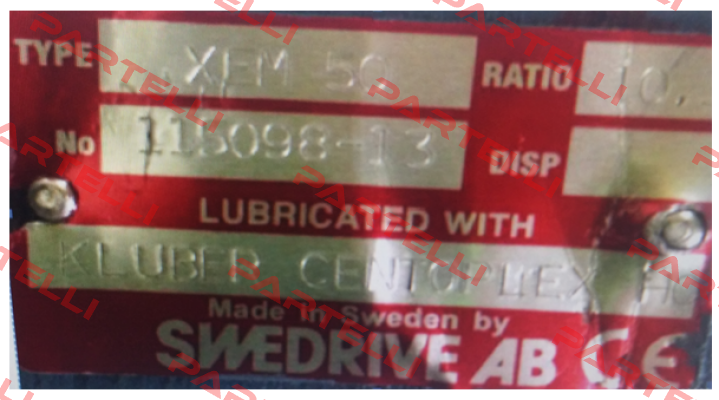 TYPE XEM 50 RATIO 10.
No 115098-13 DISP
LUBRICATED WITH
KLUBER CENTOPLEX H
Made in Sweden by
SWEDRIVE AB CE
PARTELLI